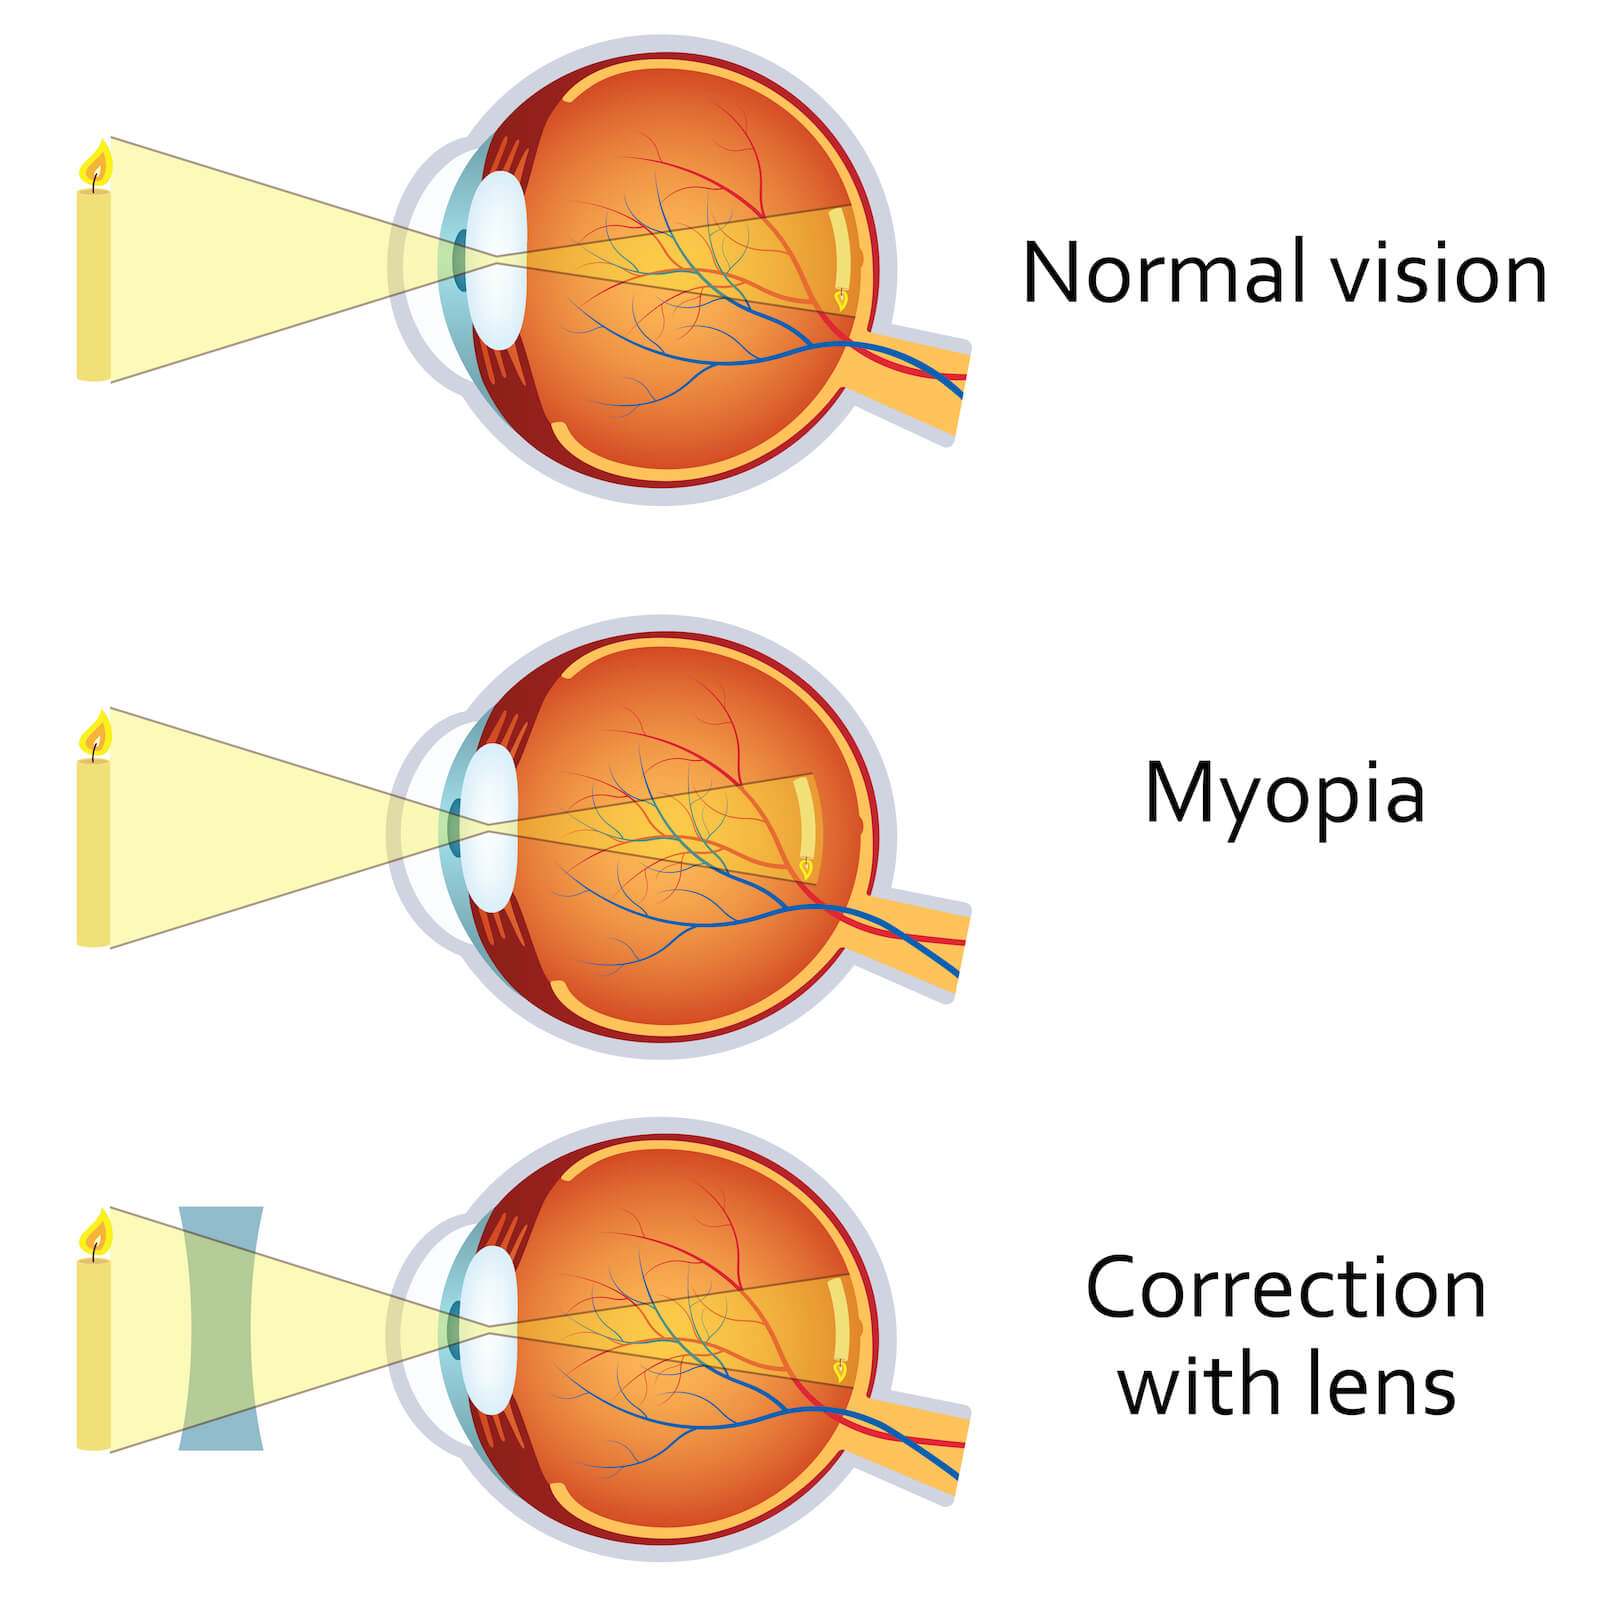 Normal vision
Myopia
Correction
with lens